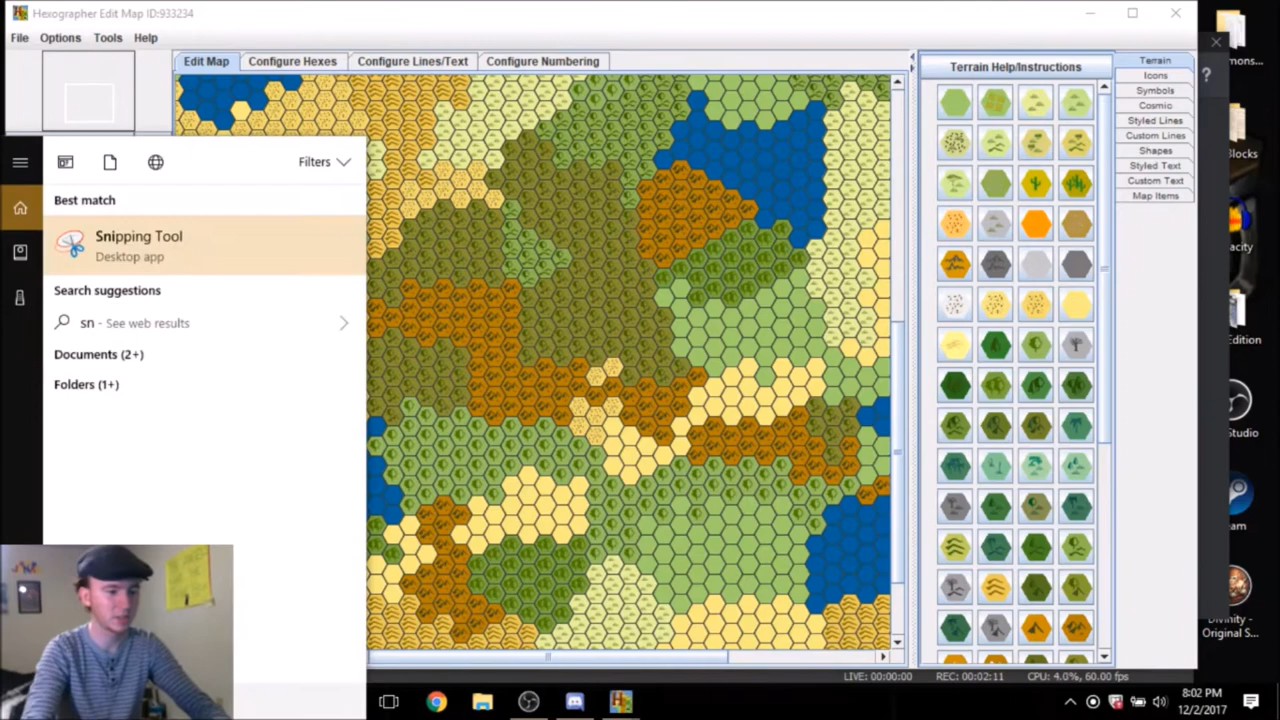 Hexographer Edit Map ID:933234
File Options Tools Help
Edit Map Configure Hexes Configure Lines/Text Configure Numbering
Terrain Help/Instructions
Terrain
Icons
Symbols
Cosmic
Styled Lines
Custom Lines
Shapes
Styled Text
Custom Text
Map Items
?
Filters
Best match
Snipping Tool
Desktop app
Search suggestions
sn - See web results
Documents (2+)
Folders (1+)
mons...
Blocks
acity
Edition
Studio
eam
Divinity -
Original S...
LIVE: 00:00:00 REC: 00:02:11 CPU: 4.0%, 60.00 fps
8:02 PM
12/2/2017